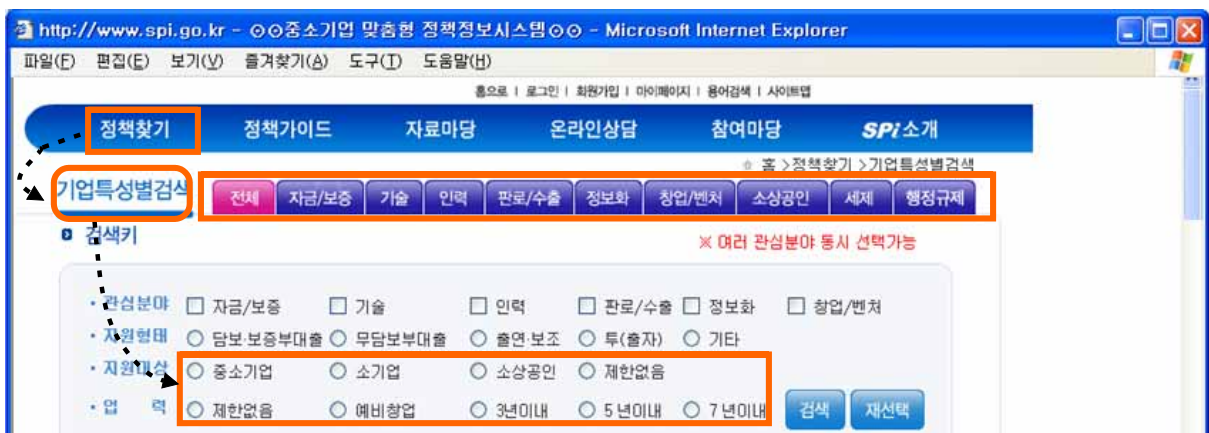 http://www.spi.go.kr - ⊙⊙중소기업 맞춤형 정책정보시스템⊙⊙ - Microsoft Internet Explorer
파일(F) 편집(E) 보기(V) 즐겨찾기(A) 도구(T) 도움말(H)
홈으로 | 로그인 | 회원가입 | 마이페이지 | 용어검색 | 사이트맵
정책찾기 정책가이드 자료마당 온라인상담 참여마당 SPi소개
홈 >정책찾기 >기업특성별검색
기업특성별검색 전체 자금/보증 기술 인력 판로/수출 정보화 창업/벤처 소상공인 세제 행정규제
검색키 ※ 여러 관심분야 동시 선택가능
· 관심분야 자금/보증 기술 인력 판로/수출 정보화 창업/벤처
· 지원형태 담보·보증부대출 무담보부대출 출연·보조 투(출자) 기타
· 지원대상 중소기업 소기업 소상공인 제한없음
· 업 력 제한없음 예비창업 3년이내 5년이내 7년이내 검색 재선택